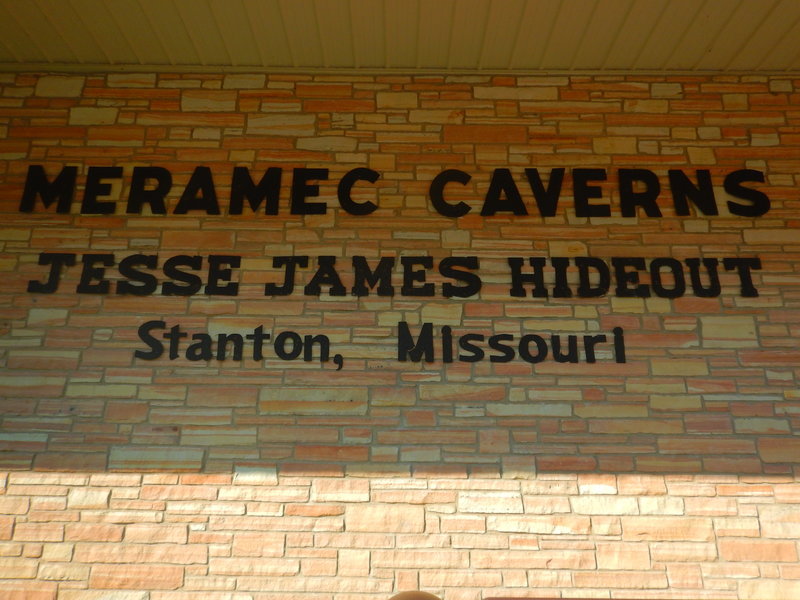 MERAMEC CAVERNS
JESSE JAMES HIDEOUT
Stanton, Missouri